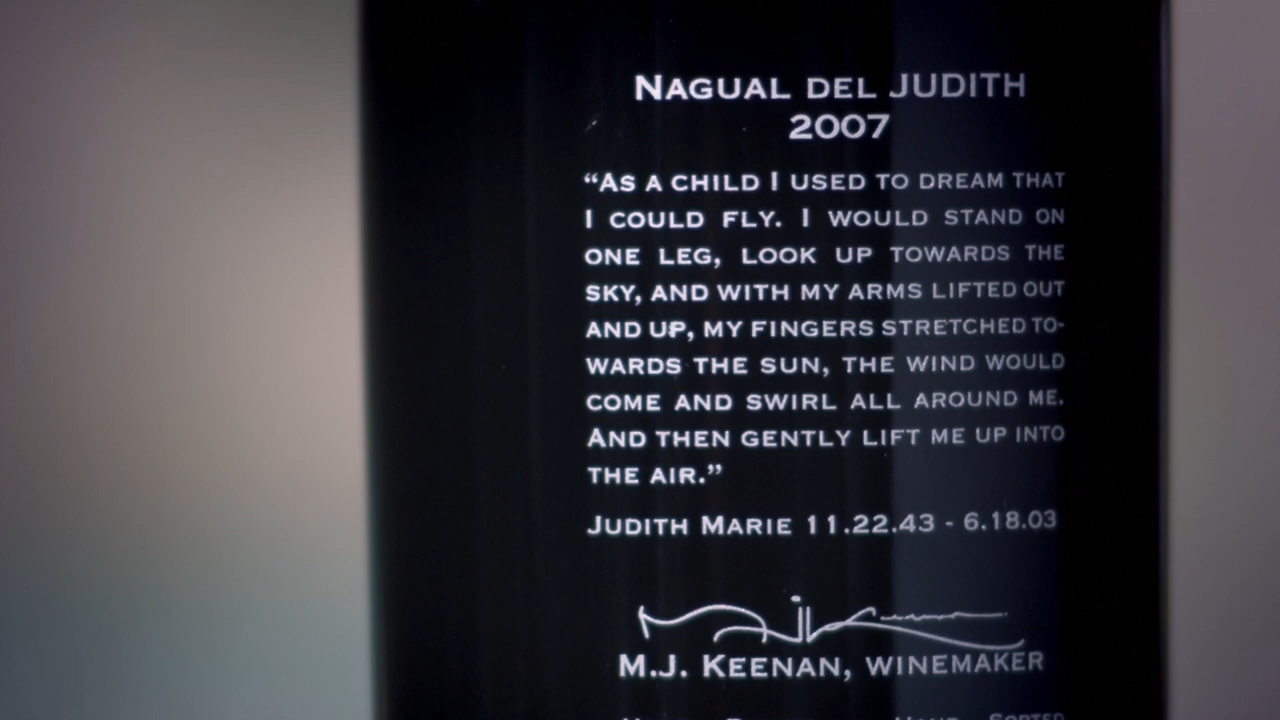 NAGUAL DEL JUDITH
2007
“AS A CHILD I USED TO DREAM THAT
I COULD FLY. I WOULD STAND ON
ONE LEG, LOOK UP TOWARDS THE
SKY, AND WITH MY ARMS LIFTED OUT
AND UP, MY FINGERS STRETCHED TO-
WARDS THE SUN, THE WIND WOULD
COME AND SWIRL ALL AROUND ME.
AND THEN GENTLY LIFT ME UP INTO
THE AIR.”
JUDITH MARIE 11.22.43 - 6.18.03
M.J. KEENAN, WINEMAKER